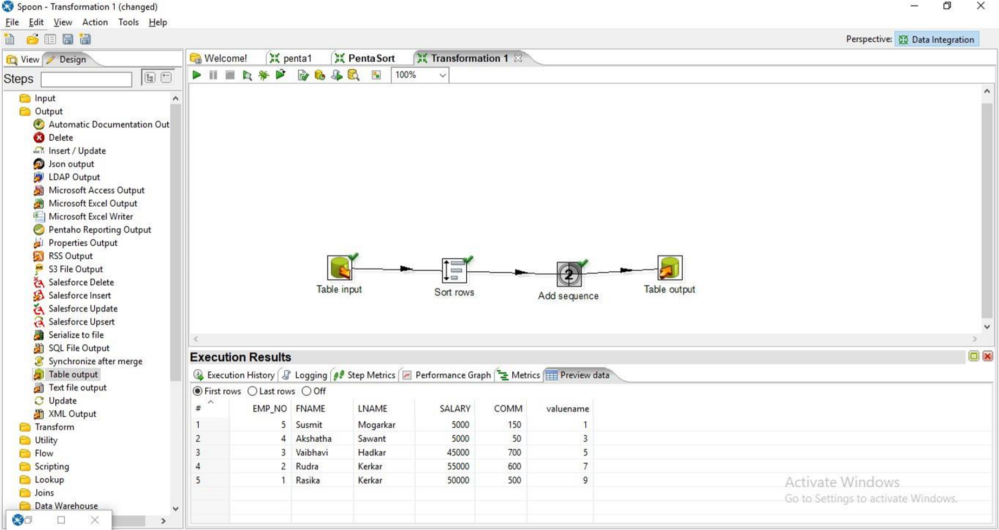 Spoon - Transformation 1 (changed)
File Edit View Action Tools Help
Perspective: Data Integration
View Design
Steps
Input
Output
Automatic Documentation Out
Delete
Insert / Update
Json output
LDAP Output
Microsoft Access Output
Microsoft Excel Output
Microsoft Excel Writer
Pentaho Reporting Output
Properties Output
RSS Output
S3 File Output
Salesforce Delete
Salesforce Insert
Salesforce Update
Salesforce Upsert
Serialize to file
SQL File Output
Synchronize after merge
Table output
Text file output
Update
XML Output
Transform
Utility
Flow
Scripting
Lookup
Joins
Data Warehouse
Welcome! penta1 PentaSort Transformation 1
100%
Table input
Sort rows
2
Add sequence
Table output
Execution Results
Execution History Logging Step Metrics Performance Graph Metrics Preview data
First rows Last rows Off
# EMP_NO FNAME LNAME SALARY COMM valuename
1 5 Susmit Mogarkar 5000 150 1
2 4 Akshatha Sawant 5000 50 3
3 3 Vaibhavi Hadkar 45000 700 5
4 2 Rudra Kerkar 55000 600 7
5 1 Rasika Kerkar 50000 500 9
Activate Windows
Go to Settings to activate Windows.